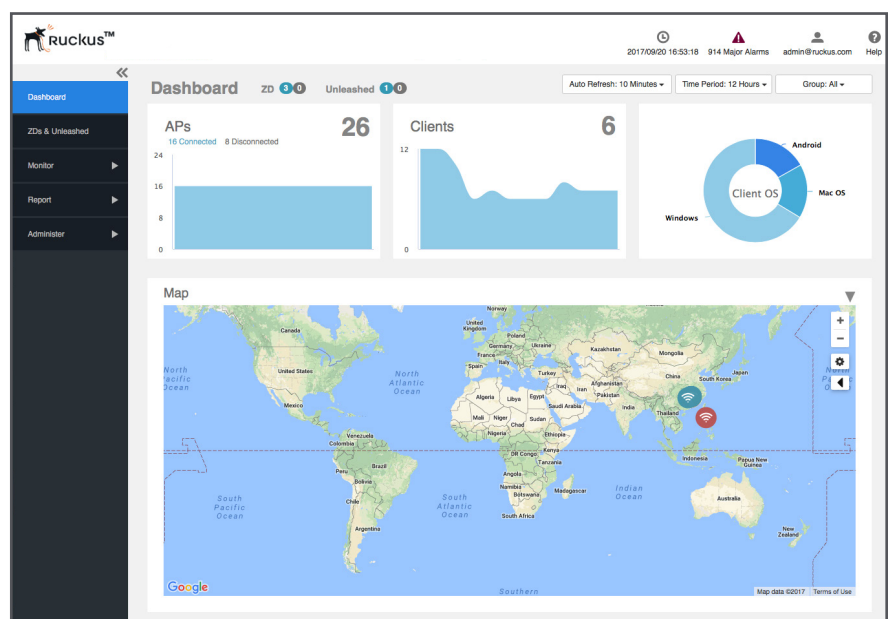 Ruckus™
2017/09/20 16:53:18
914 Major Alarms
admin@ruckus.com
Help
Dashboard
ZDs & Unleashed
Monitor
Report
Administer
Dashboard
ZD 3 0
Unleashed 1 0
Auto Refresh: 10 Minutes
Time Period: 12 Hours
Group: All
APs
26
16 Connected 8 Disconnected
24
16
8
0
Clients
6
12
0
Client OS
Android
Mac OS
Windows
Map
Norway
Canada
United Kingdom
Poland
Germany
Ukraine
Kazakhstan
Mongolia
France
Italy
Spain
Turkey
North Pacific Ocean
United States
North Atlantic Ocean
Iraq
Iran
Afghanistan
Pakistan
China
South Korea
Japan
Mexico
Algeria
Libya
Egypt
Saudi Arabia
India
Thailand
Mali
Niger
Chad
Sudan
Nigeria
Ethiopia
Venezuela
Colombia
Kenya
DR Congo
Tanzania
Indonesia
Papua New Guinea
Peru
Brazil
Angola
Bolivia
Namibia
Botswana
Madagascar
Indian Ocean
Australia
South Pacific Ocean
Chile
South Atlantic Ocean
South Africa
Argentina
New Zealand
Google
Southern
Map data ©2017
Terms of Use
+
−